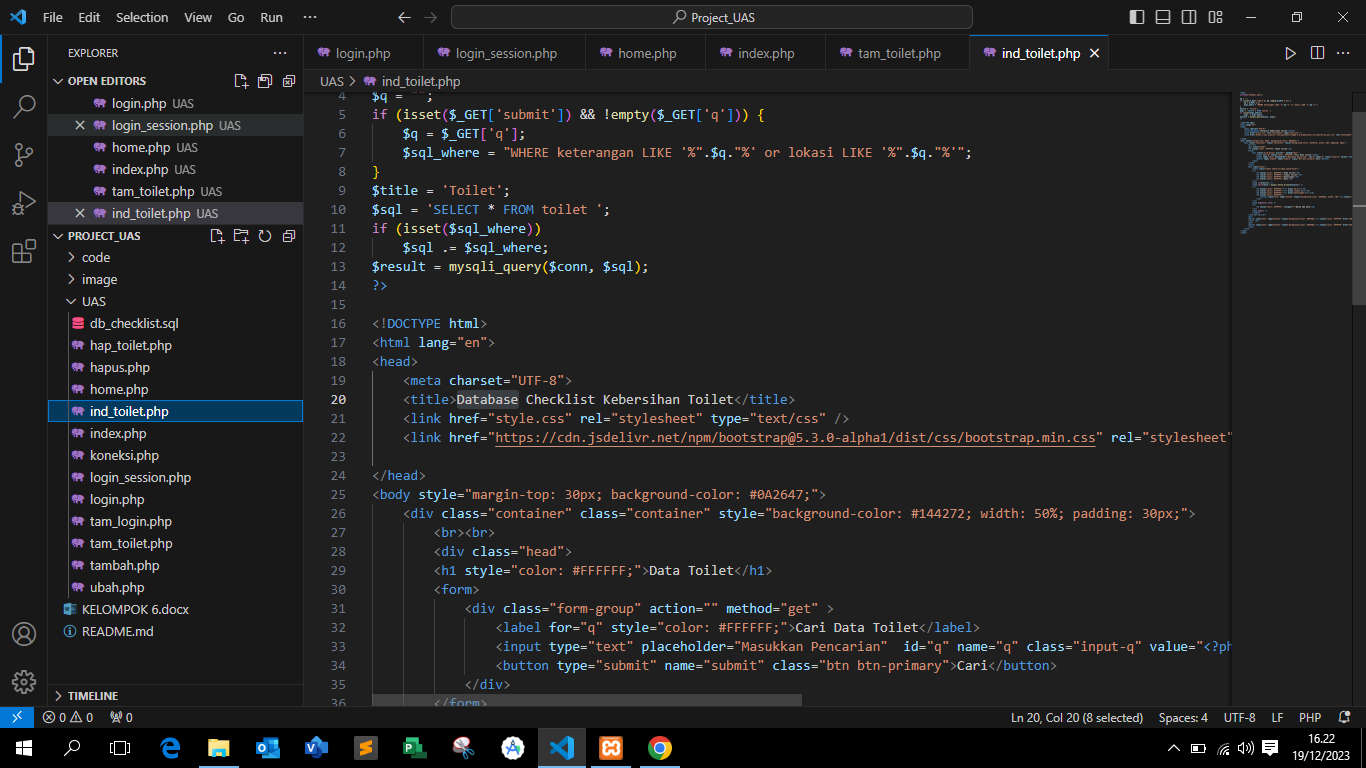 File Edit Selection View Go Run ··· Project_UAS
EXPLORER ···
OPEN EDITORS
login.php UAS
login_session.php UAS
home.php UAS
index.php UAS
tam_toilet.php UAS
ind_toilet.php UAS
PROJECT_UAS
code
image
UAS
db_checklist.sql
hap_toilet.php
hapus.php
home.php
ind_toilet.php
index.php
koneksi.php
login_session.php
login.php
tam_login.php
tam_toilet.php
tambah.php
ubah.php
KELOMPOK 6.docx
README.md
TIMELINE
login.php login_session.php home.php index.php tam_toilet.php ind_toilet.php
UAS > ind_toilet.php
4 $q = "";
5 if (isset($_GET['submit']) && !empty($_GET['q'])) {
6 $q = $_GET['q'];
7 $sql_where = "WHERE keterangan LIKE '%".$q."%' or lokasi LIKE '%".$q."%'";
8 }
9 $title = 'Toilet';
10 $sql = 'SELECT * FROM toilet ';
11 if (isset($sql_where))
12 $sql .= $sql_where;
13 $result = mysqli_query($conn, $sql);
14 ?>
15
16 <!DOCTYPE html>
17 <html lang="en">
18 <head>
19 <meta charset="UTF-8">
20 <title>Database Checklist Kebersihan Toilet</title>
21 <link href="style.css" rel="stylesheet" type="text/css" />
22 <link href="https://cdn.jsdelivr.net/npm/bootstrap@5.3.0-alpha1/dist/css/bootstrap.min.css" rel="stylesheet"
23
24 </head>
25 <body style="margin-top: 30px; background-color: #0A2647;">
26 <div class="container" class="container" style="background-color: #144272; width: 50%; padding: 30px;">
27 <br><br>
28 <div class="head">
29 <h1 style="color: #FFFFFF;">Data Toilet</h1>
30 <form>
31 <div class="form-group" action="" method="get" >
32 <label for="q" style="color: #FFFFFF;">Cari Data Toilet</label>
33 <input type="text" placeholder="Masukkan Pencarian"  id="q" name="q" class="input-q" value="<?ph
34 <button type="submit" name="submit" class="btn btn-primary">Cari</button>
35 </div>
36 </form>
0 0 0 Ln 20, Col 20 (8 selected) Spaces: 4 UTF-8 LF PHP
16.22
19/12/2023